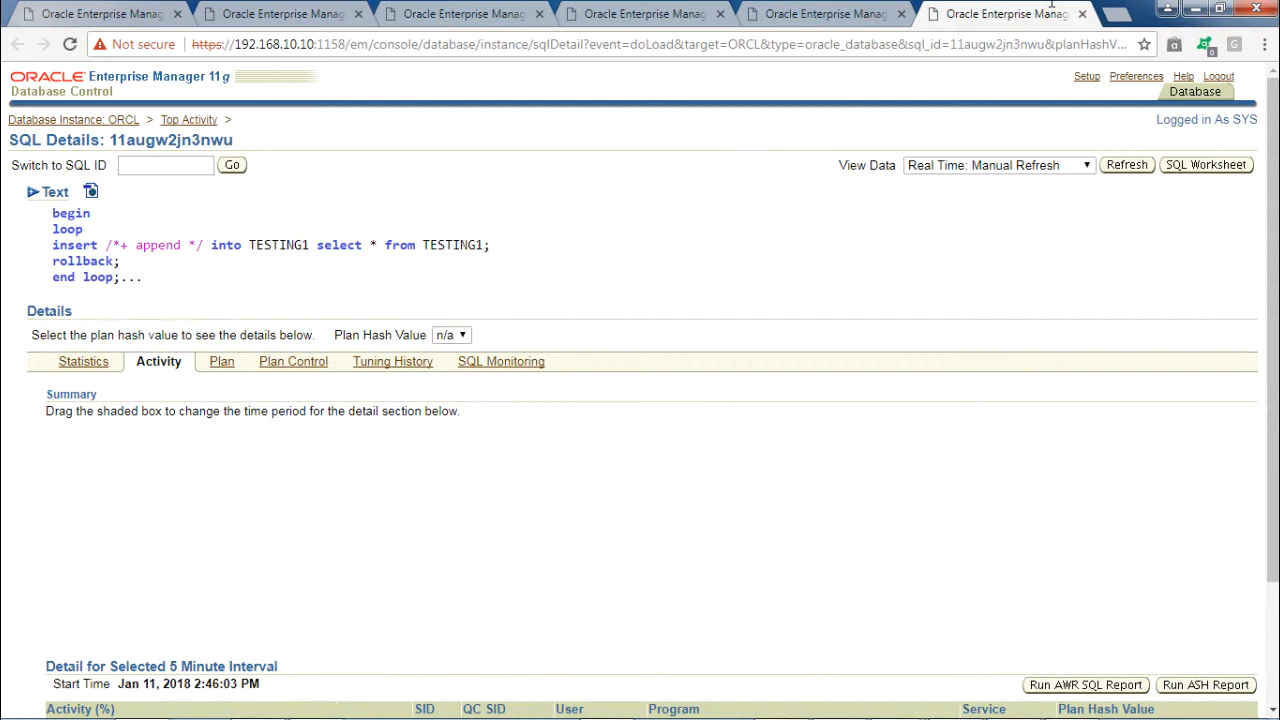 Oracle Enterprise Manag
Oracle Enterprise Manag
Oracle Enterprise Manag
Oracle Enterprise Manag
Oracle Enterprise Manag
Oracle Enterprise Manag
Not secure https://192.168.10.10:1158/em/console/database/instance/sqlDetail?event=doLoad&target=ORCL&type=oracle_database&sql_id=11augw2jn3nwu&planHashV...
a 0 G
ORACLE Enterprise Manager 11g
Database Control
Setup Preferences Help Logout
Database
Database Instance: ORCL > Top Activity >
Logged in As SYS
SQL Details: 11augw2jn3nwu
Switch to SQL ID Go View Data Real Time: Manual Refresh Refresh SQL Worksheet
Text
begin
loop
insert /*+ append */ into TESTING1 select * from TESTING1;
rollback;
end loop;...
Details
Select the plan hash value to see the details below. Plan Hash Value n/a
Statistics Activity Plan Plan Control Tuning History SQL Monitoring
Summary
Drag the shaded box to change the time period for the detail section below.
Detail for Selected 5 Minute Interval
Start Time Jan 11, 2018 2:46:03 PM Run AWR SQL Report Run ASH Report
Activity (%) SID QC SID User Program Service Plan Hash Value